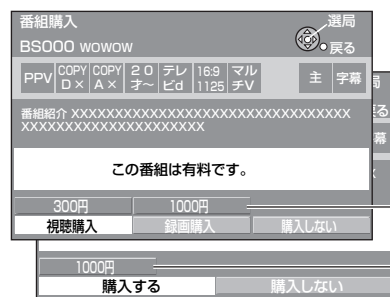 番組購入
選局
BS000 WOWOW
戻る
PPV COPY D× COPY A× 20才~ テレビd 16:9 1125 マルチV 主 字幕
番組紹介 XXXXXXXXXXXXXXXXXXXXXXXXXXXXXXXX
XXXXXXXXXXXXXXXXXXXXX
この番組は有料です。
300円 1000円
視聴購入 録画購入 購入しない
1000円
購入する 購入しない